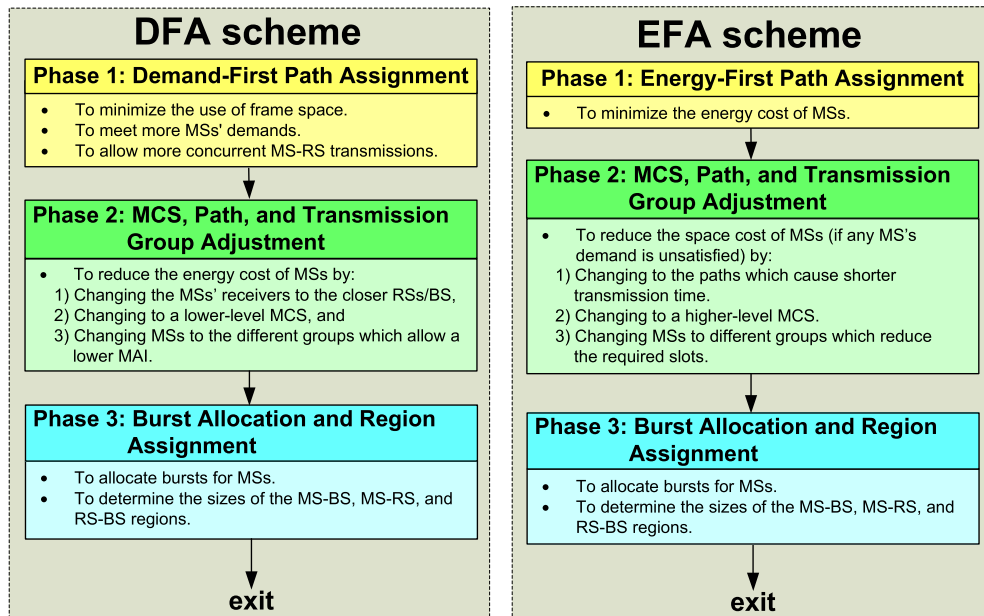 DFA scheme
Phase 1: Demand-First Path Assignment
• To minimize the use of frame space.
• To meet more MSs' demands.
• To allow more concurrent MS-RS transmissions.
Phase 2: MCS, Path, and Transmission
Group Adjustment
• To reduce the energy cost of MSs by:
1) Changing the MSs' receivers to the closer RSs/BS,
2) Changing to a lower-level MCS, and
3) Changing MSs to the different groups which allow a
lower MAI.
Phase 3: Burst Allocation and Region
Assignment
• To allocate bursts for MSs.
• To determine the sizes of the MS-BS, MS-RS, and
RS-BS regions.
exit
EFA scheme
Phase 1: Energy-First Path Assignment
• To minimize the energy cost of MSs.
Phase 2: MCS, Path, and Transmission
Group Adjustment
• To reduce the space cost of MSs (if any MS's
demand is unsatisfied) by:
1) Changing to the paths which cause shorter
transmission time.
2) Changing to a higher-level MCS.
3) Changing MSs to different groups which reduce
the required slots.
Phase 3: Burst Allocation and Region
Assignment
• To allocate bursts for MSs.
• To determine the sizes of the MS-BS, MS-RS, and
RS-BS regions.
exit